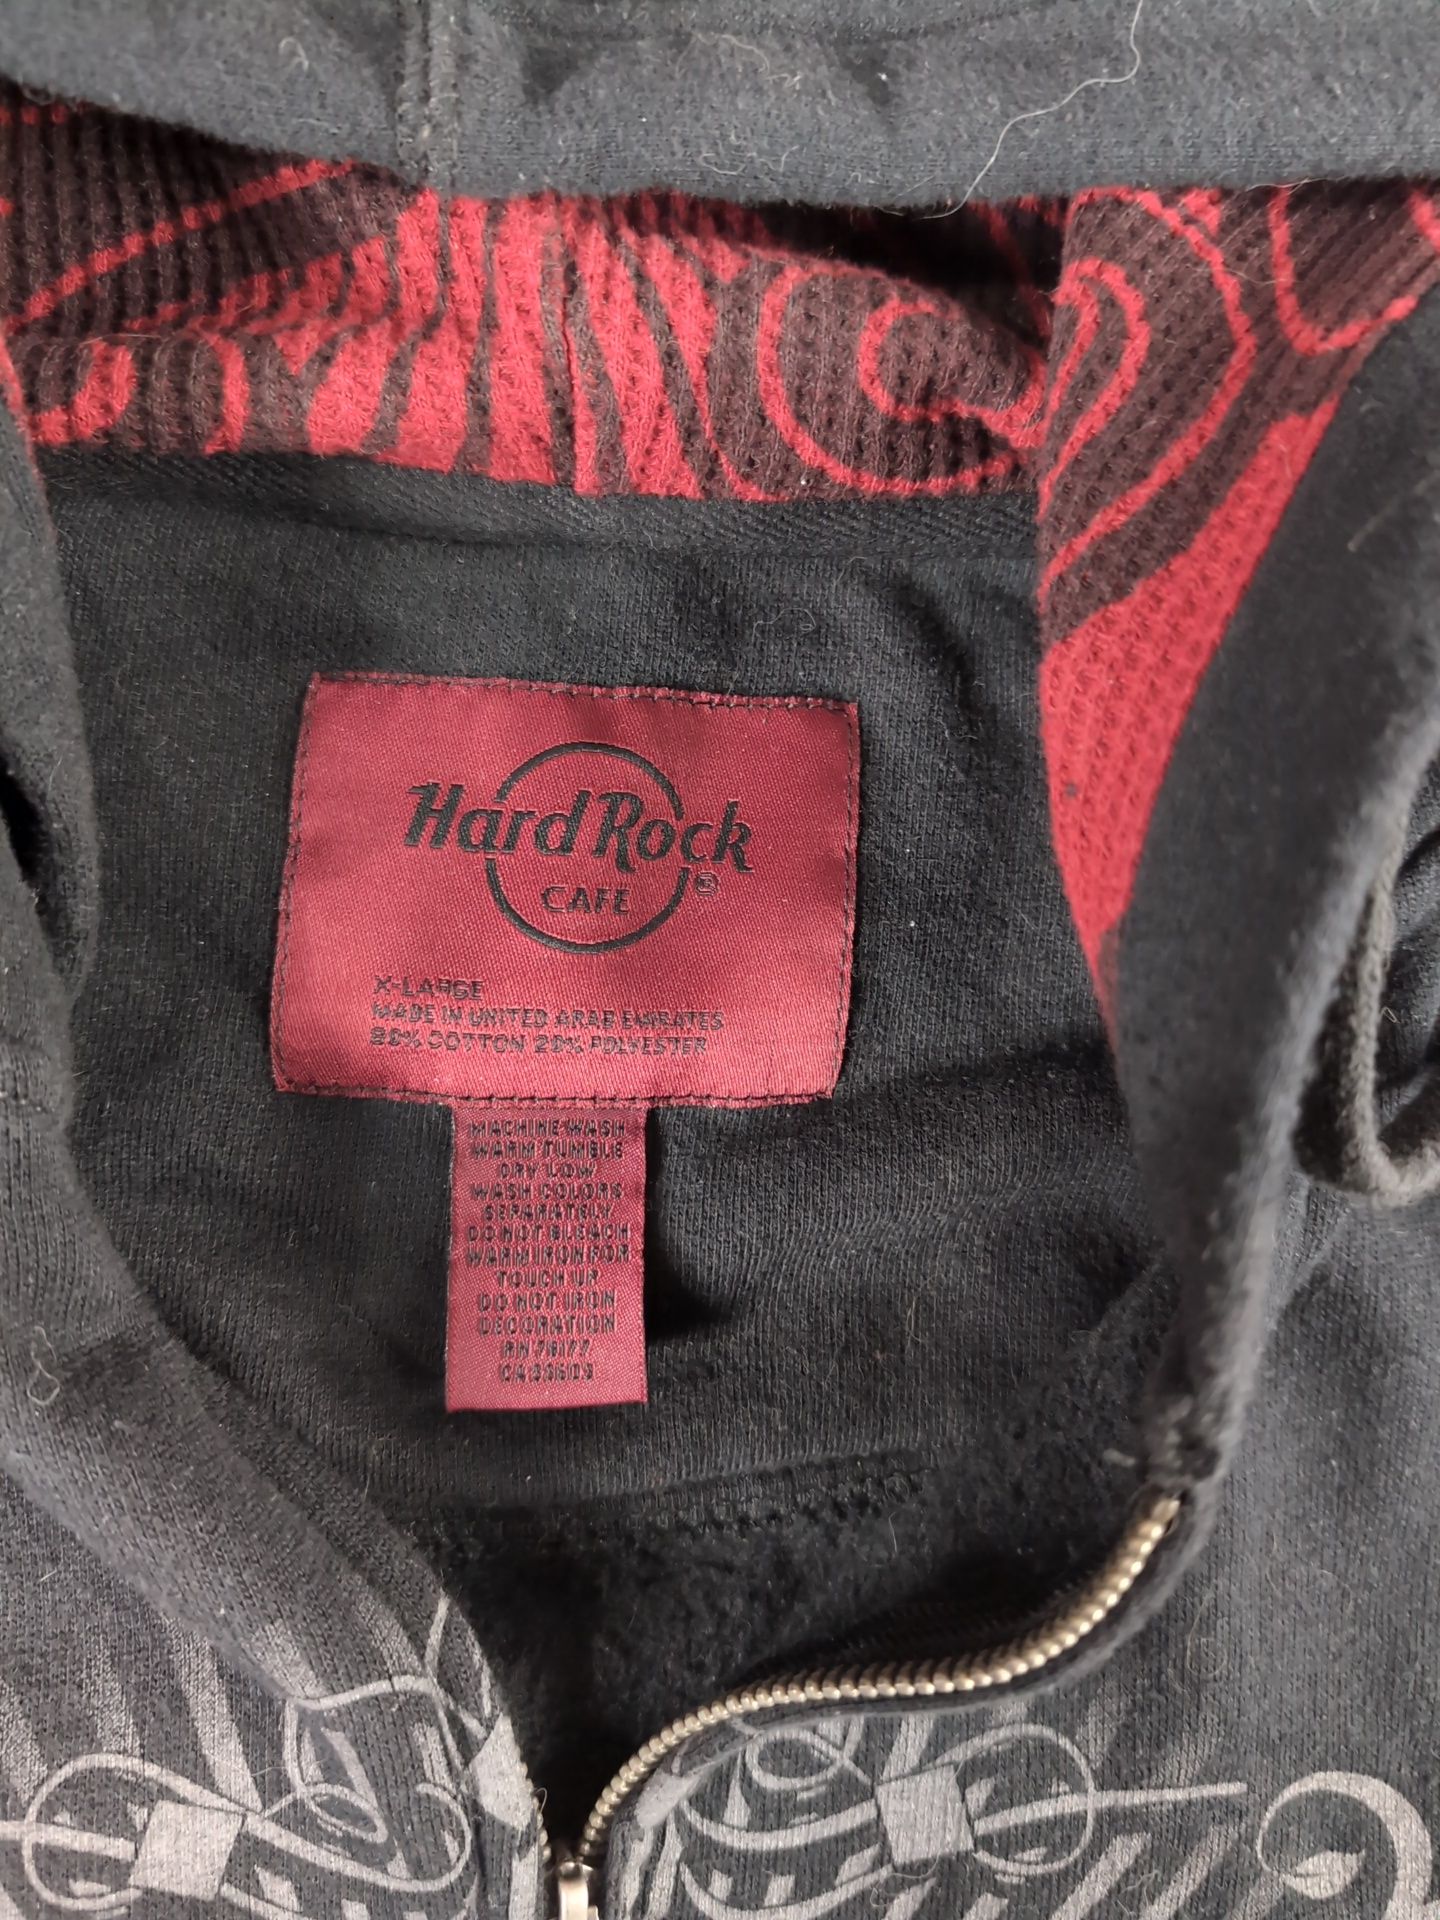 Hard Rock
CAFE
®
X-LARGE
MADE IN UNITED ARAB EMIRATES
80% COTTON 20% POLYESTER
MACHINE WASH
WARM TUMBLE
DRY LOW
WASH COLORS
SEPARATELY
DO NOT BLEACH
WARM IRON FOR
TOUCH UP
DO NOT IRON
DECORATION
RN 78177